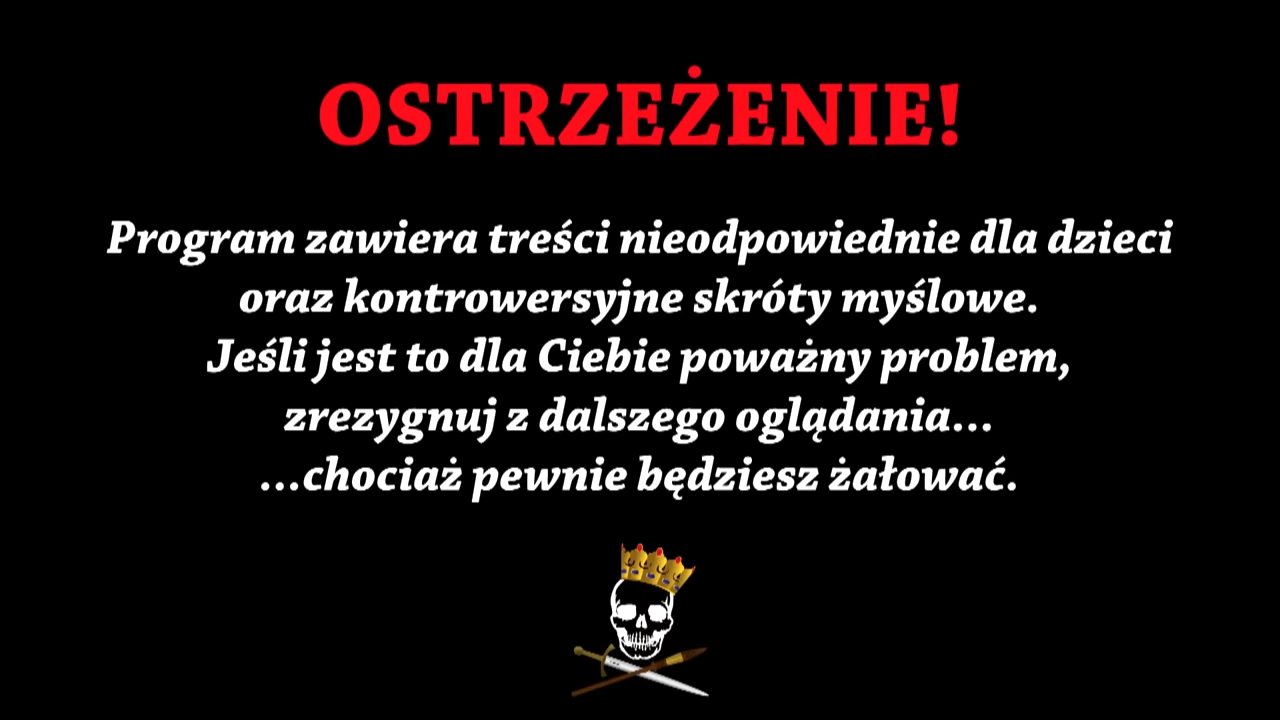 OSTRZEŻENIE!
Program zawiera treści nieodpowiednie dla dzieci
oraz kontrowersyjne skróty myślowe.
Jeśli jest to dla Ciebie poważny problem,
zrezygnuj z dalszego oglądania...
...chociaż pewnie będziesz żałować.